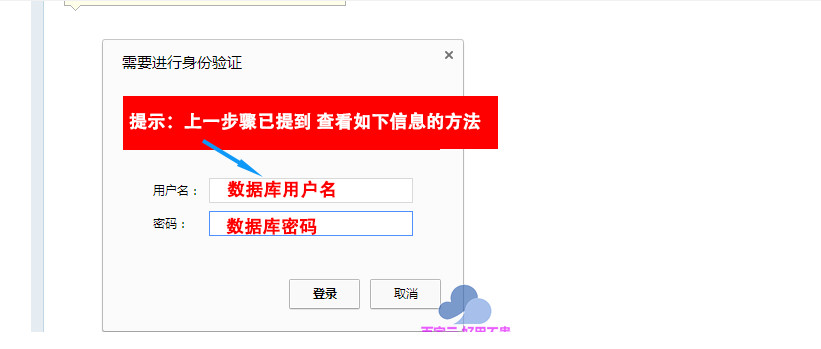 需要进行身份验证
×
提示：上一步骤已提到 查看如下信息的方法
用户名： 数据库用户名
密码： 数据库密码
登录 取消